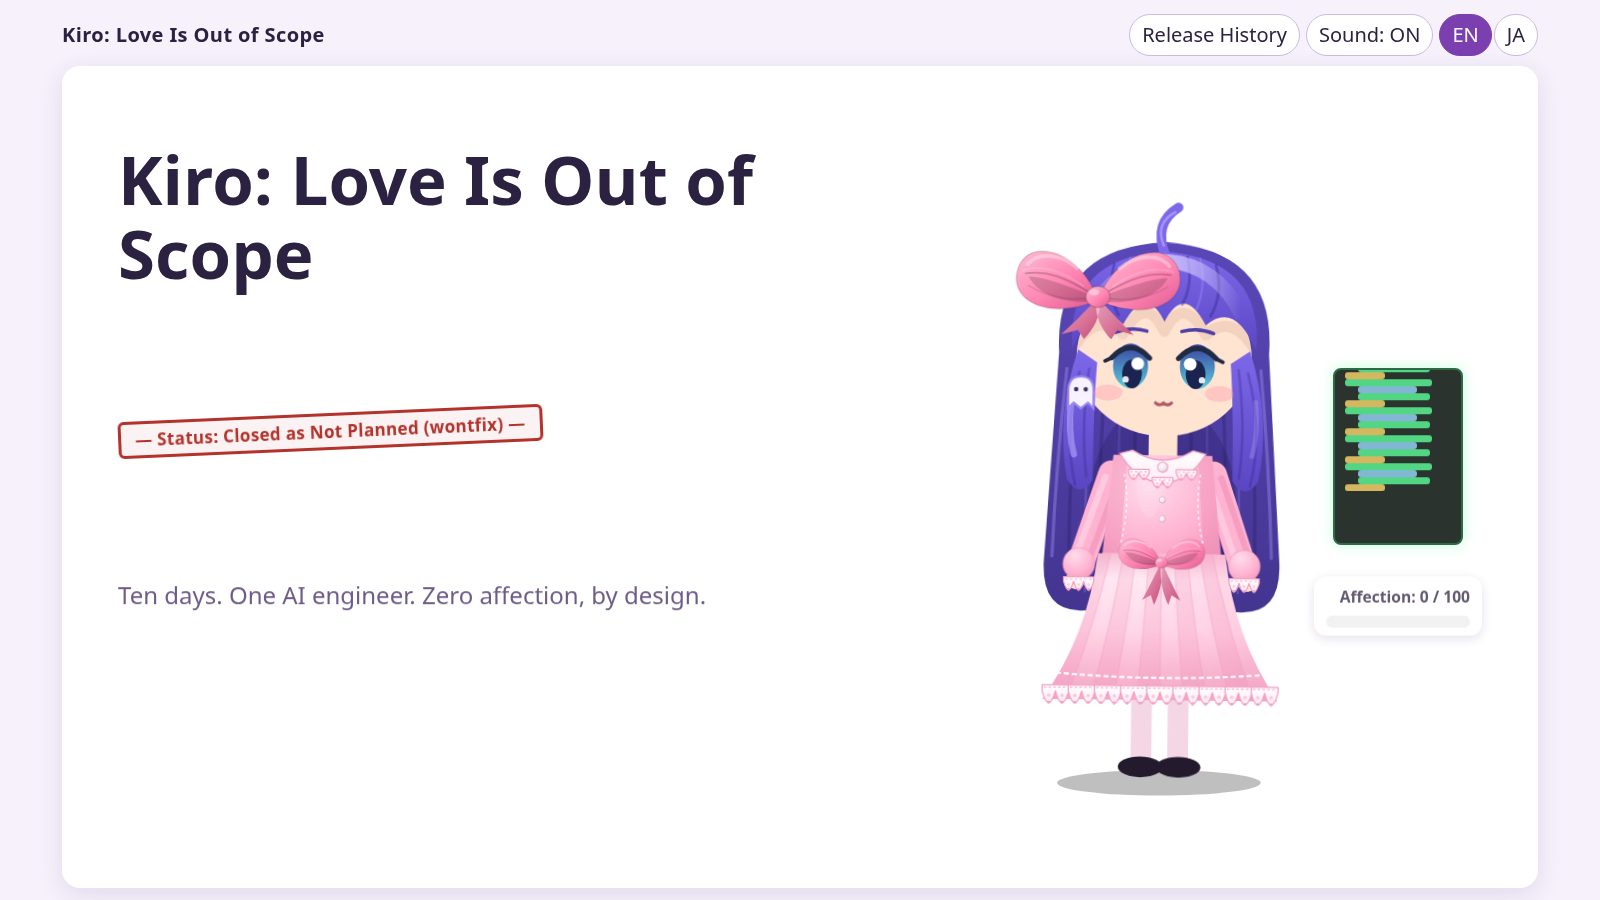 Kiro: Love Is Out of Scope
Release History
Sound: ON
EN
JA
Kiro: Love Is Out of
Scope
— Status: Closed as Not Planned (wontfix) —
Ten days. One AI engineer. Zero affection, by design.
Affection: 0 / 100